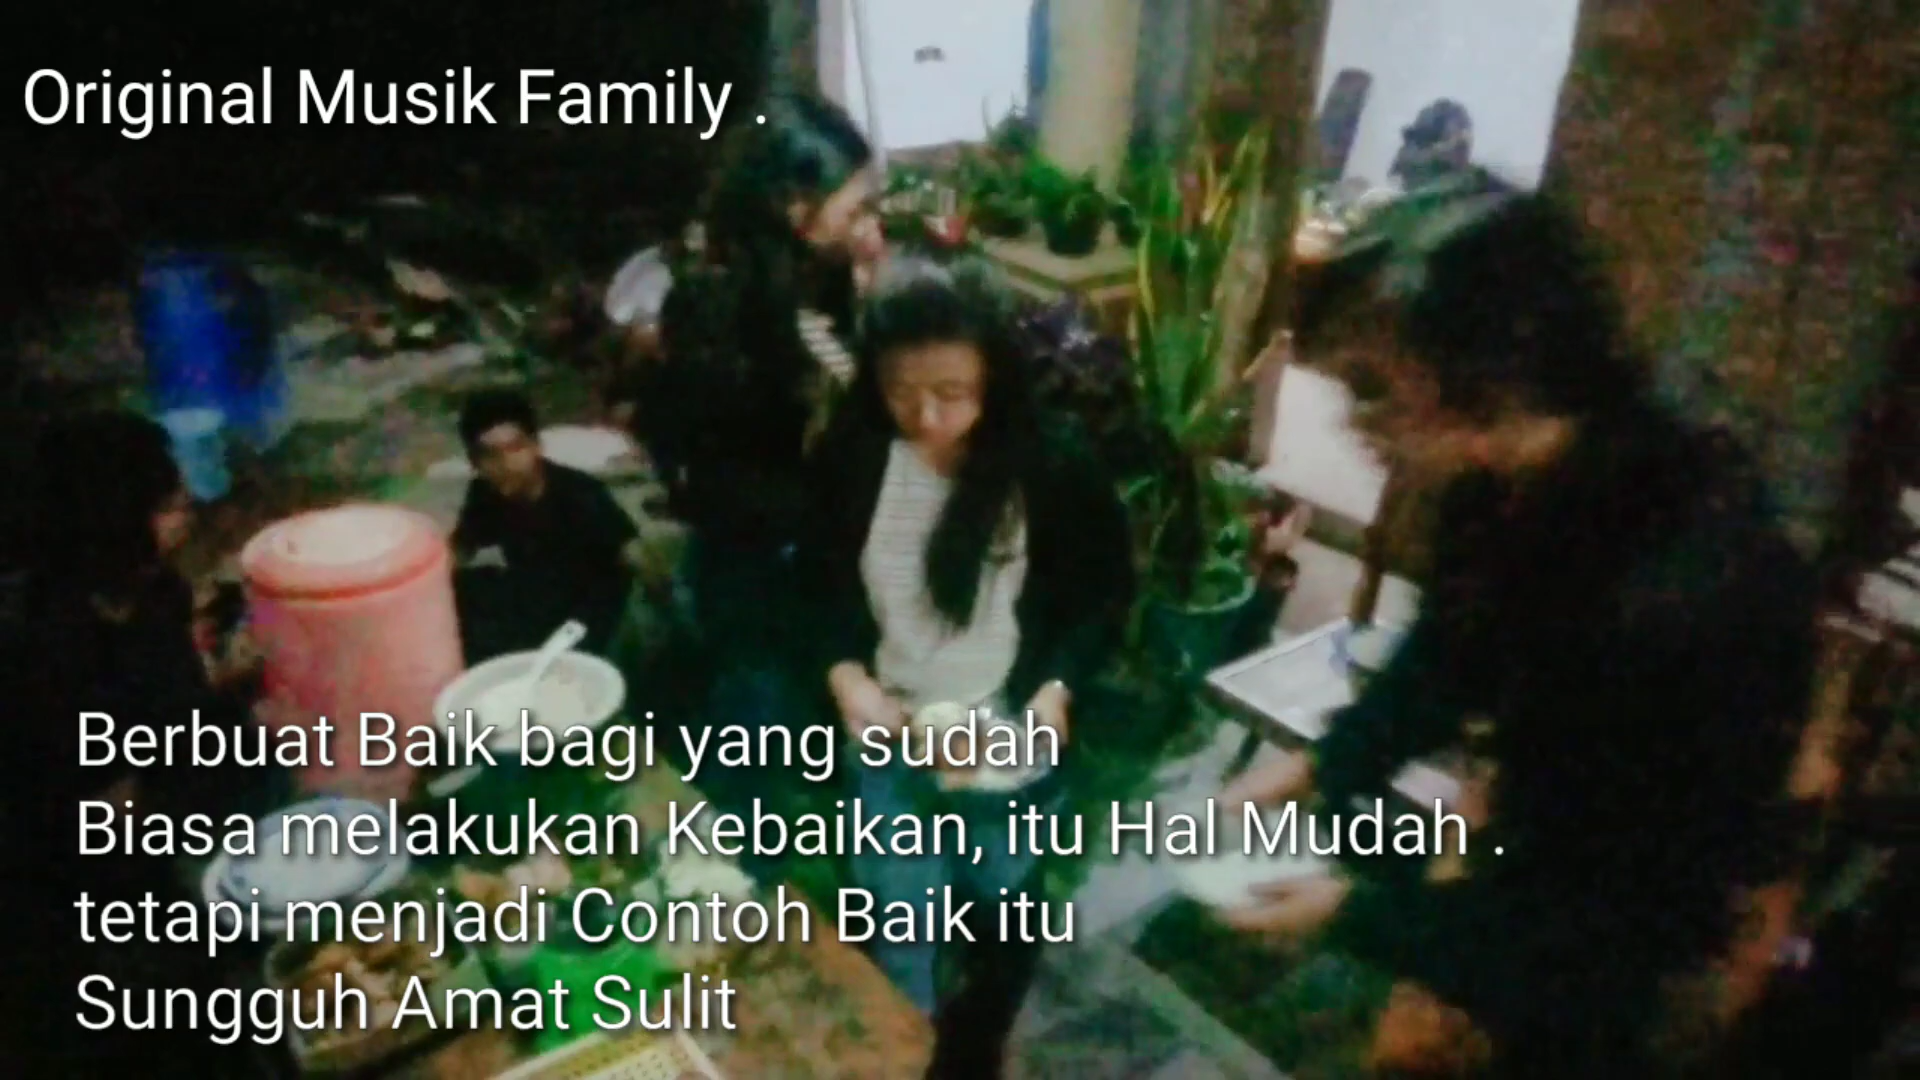 Original Musik Family .
Berbuat Baik bagi yang sudah
Biasa melakukan Kebaikan, itu Hal Mudah .
tetapi menjadi Contoh Baik itu
Sungguh Amat Sulit